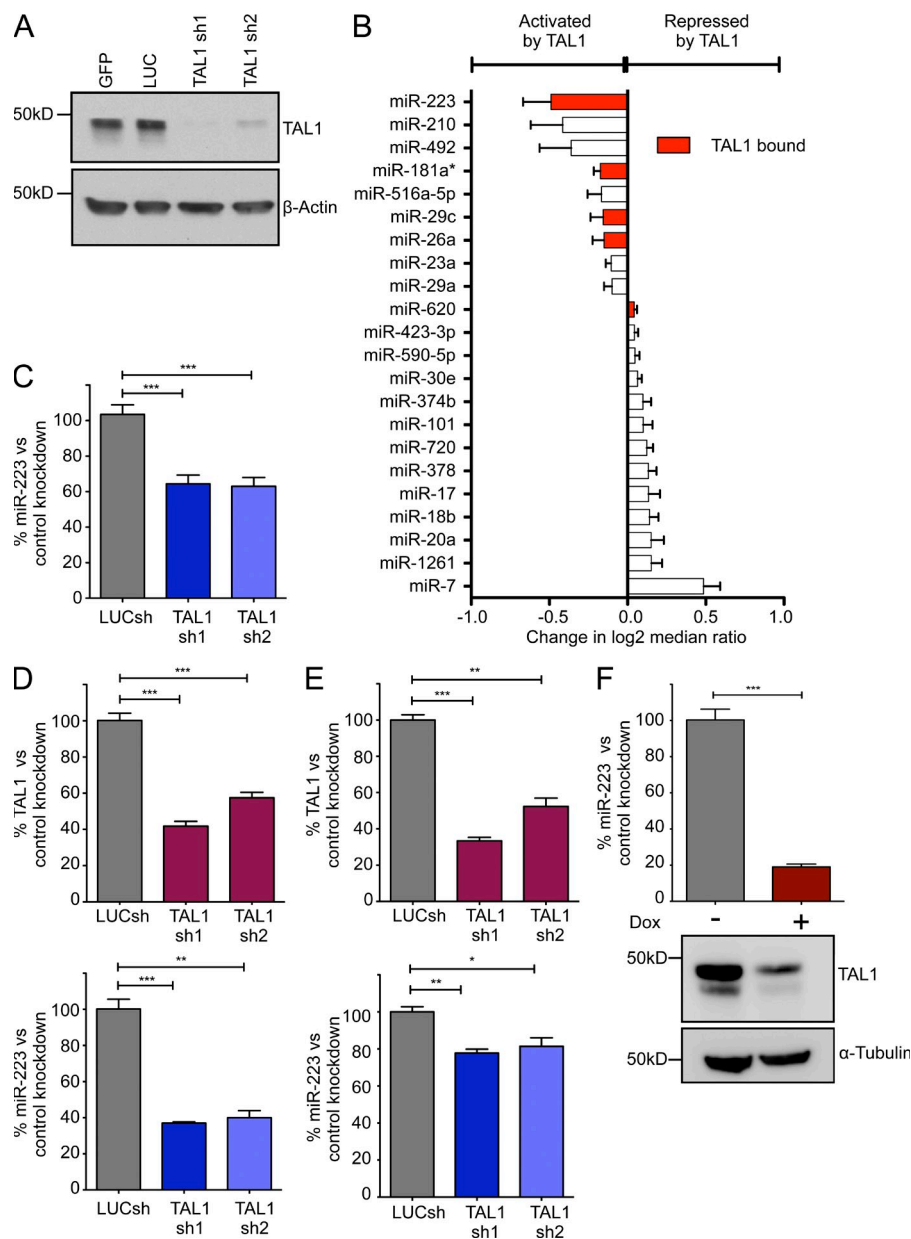 A
GFP
LUC
TAL1 sh1
TAL1 sh2
50kD
TAL1
50kD
β-Actin
B
Activated by TAL1
Repressed by TAL1
miR-223
miR-210
miR-492
miR-181a*
miR-516a-5p
miR-29c
miR-26a
miR-23a
miR-29a
miR-620
miR-423-3p
miR-590-5p
miR-30e
miR-374b
miR-101
miR-720
miR-378
miR-17
miR-18b
miR-20a
miR-1261
miR-7
TAL1 bound
-1.0 -0.5 0.0 0.5 1.0
Change in log2 median ratio
C
% miR-223 vs
control knockdown
100
80
60
40
20
0
***
***
LUCsh
TAL1 sh1
TAL1 sh2
D
% TAL1 vs
control knockdown
100
80
60
40
20
0
***
***
LUCsh
TAL1 sh1
TAL1 sh2
% miR-223 vs
control knockdown
100
80
60
40
20
0
**
***
LUCsh
TAL1 sh1
TAL1 sh2
E
% TAL1 vs
control knockdown
100
80
60
40
20
0
**
***
LUCsh
TAL1 sh1
TAL1 sh2
% miR-223 vs
control knockdown
100
80
60
40
20
0
*
**
LUCsh
TAL1 sh1
TAL1 sh2
F
% miR-223 vs
control knockdown
100
80
60
40
20
0
***
Dox - +
50kD
TAL1
50kD
α-Tubulin